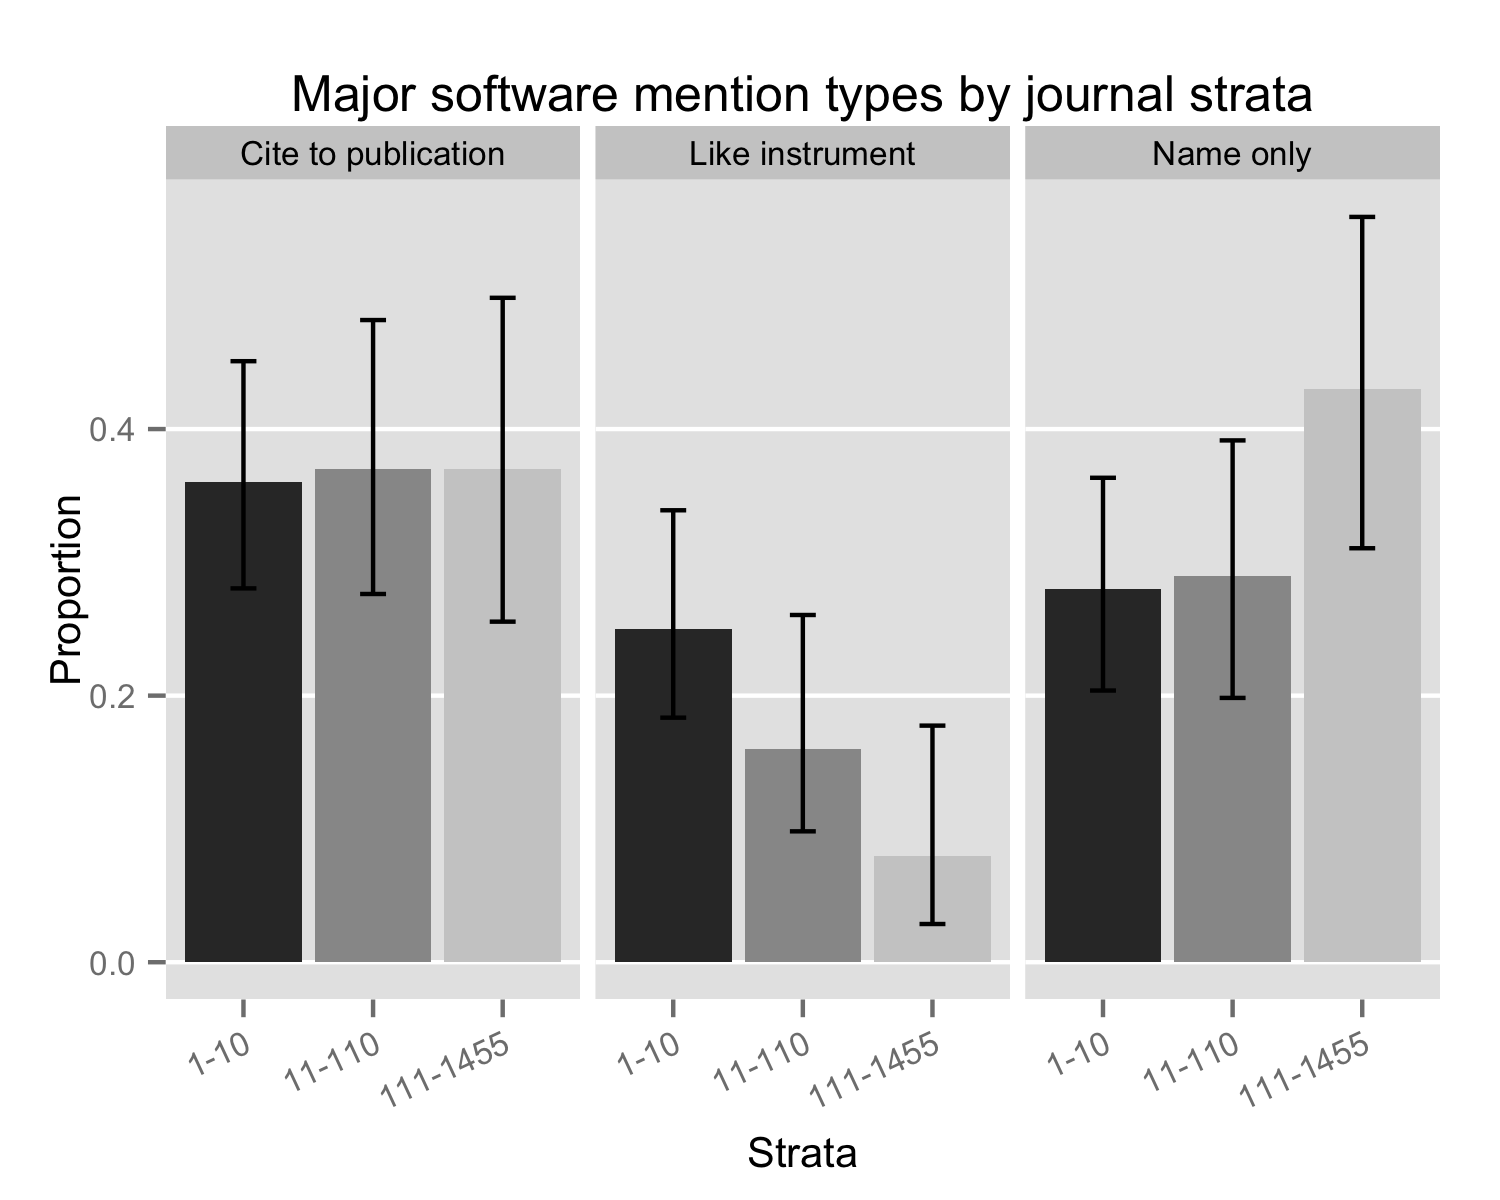 Major software mention types by journal strata
Cite to publication
Like instrument
Name only
Proportion
0.4
0.2
0.0
1-10
11-110
111-1455
1-10
11-110
111-1455
1-10
11-110
111-1455
Strata